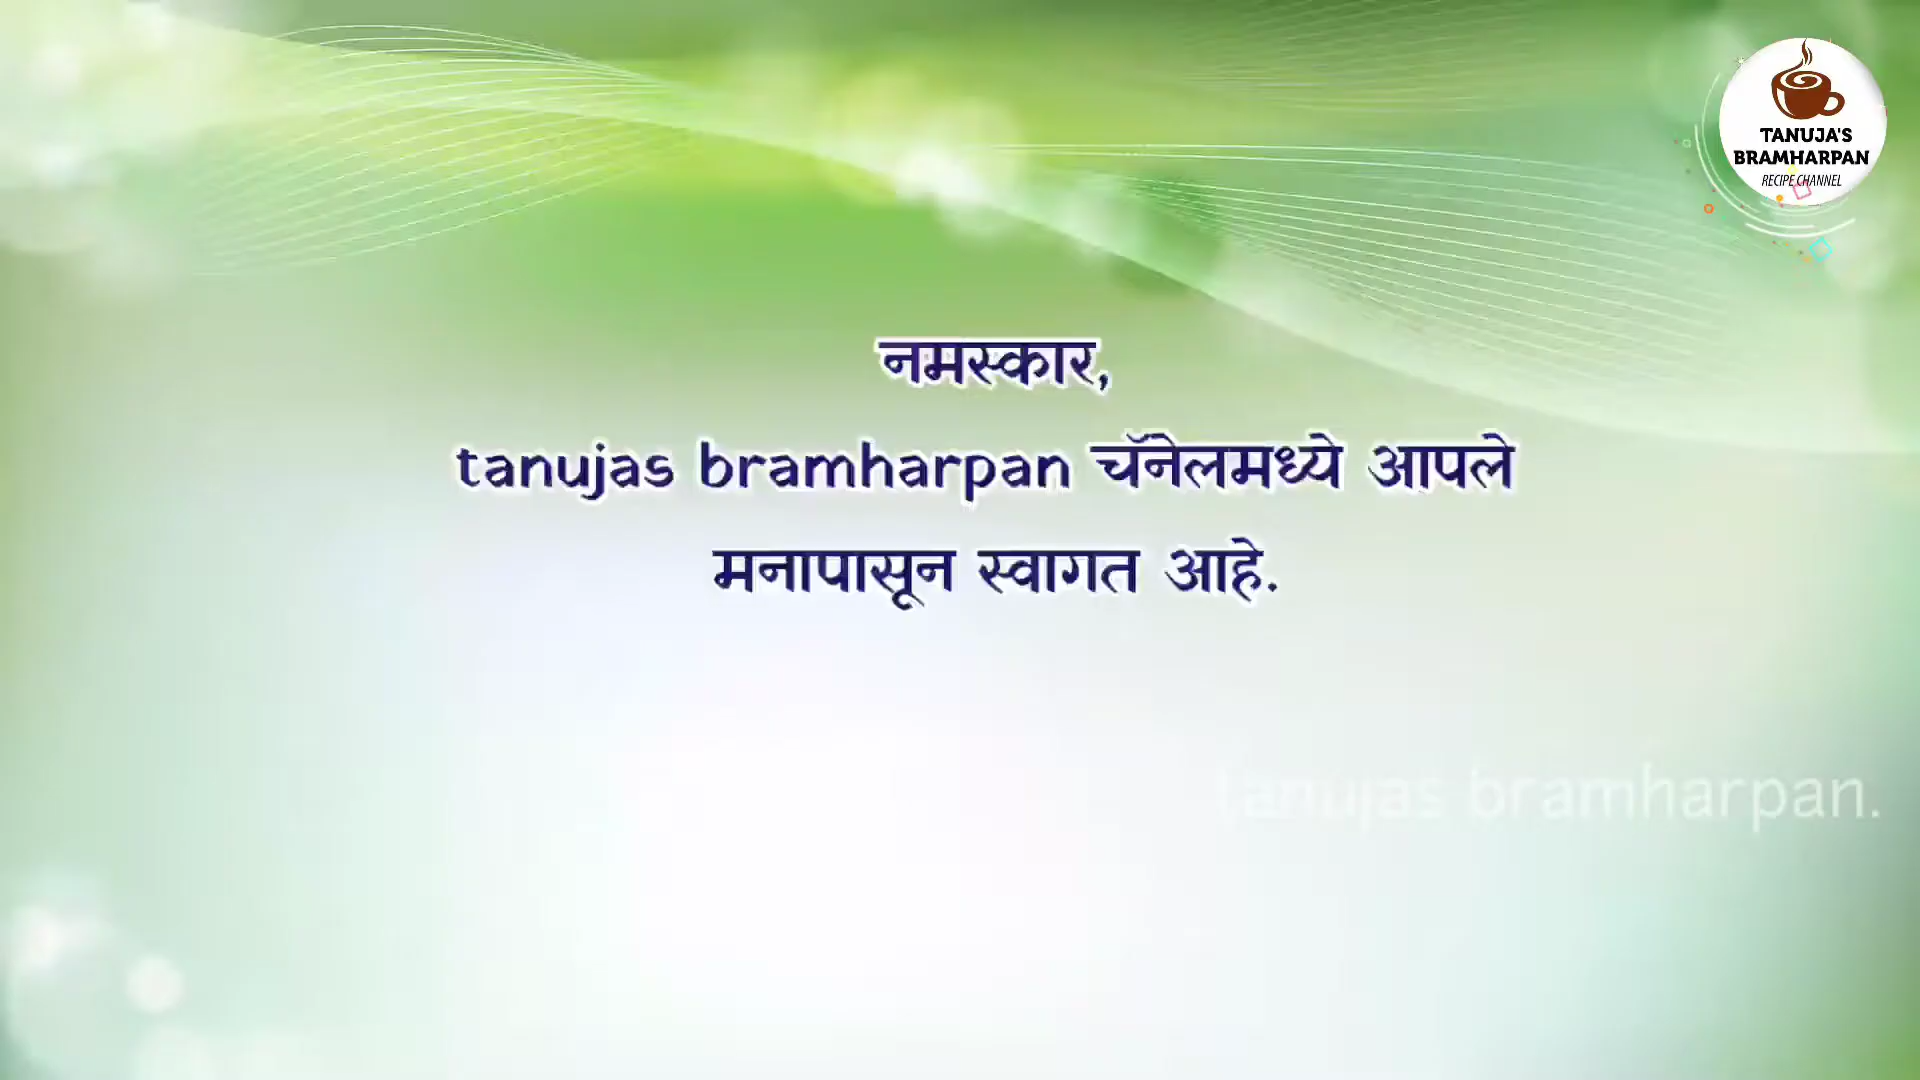 TANUJA'S
BRAMHARPAN
RECIPE CHANNEL
नमस्कार,
tanujas bramharpan चॅनेलमध्ये आपले
मनापासून स्वागत आहे.
tanujas bramharpan.